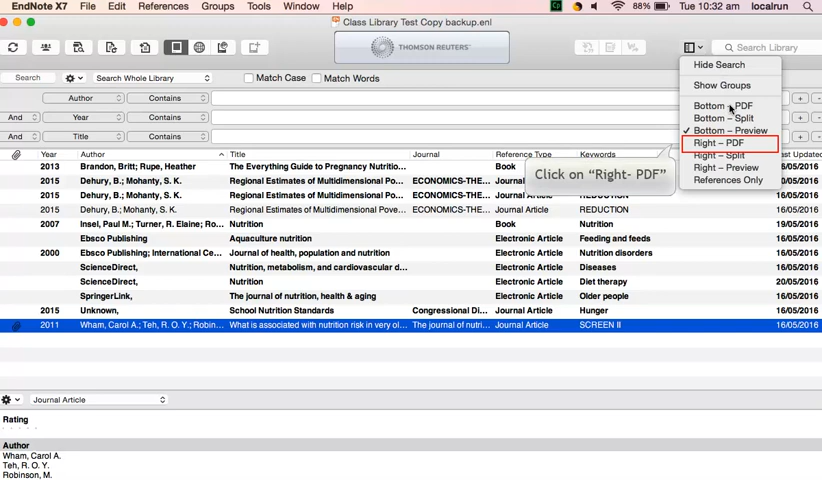 EndNote X7 File Edit References Groups Tools Window Help 88% Tue 10:32 am localrun
Class Library Test Copy backup.enl
THOMSON REUTERS
Search Library
Search Search Whole Library Match Case Match Words
Author Contains
And Year Contains
And Title Contains
Hide Search
Show Groups
Bottom – PDF
Bottom – Split
Bottom – Preview
Right – PDF
Right – Split
Right – Preview
References Only
Click on “Right- PDF”
Year Author Title Journal Reference Type Keywords Last Updated
2013 Brandon, Britt; Rupe, Heather The Everything Guide to Pregnancy Nutritio... Book 16/05/2016
2015 Dehury, B.; Mohanty, S. K. Regional Estimates of Multidimensional Pove... ECONOMICS-THE... 16/05/2016
2015 Dehury, B.; Mohanty, S. K. Regional Estimates of Multidimensional Pove... ECONOMICS-THE... REDUCTION 16/05/2016
2015 Dehury, B.; Mohanty, S. K. Regional Estimates of Multidimensional Pove... ECONOMICS-THE... Journal Article REDUCTION 16/05/2016
2007 Insel, Paul M.; Turner, R. Elaine; Ro... Nutrition Book Nutrition 19/05/2016
Ebsco Publishing Aquaculture nutrition Electronic Article Feeding and feeds 16/05/2016
2000 Ebsco Publishing; International Ce... Journal of health, population and nutrition Electronic Article Nutrition disorders 16/05/2016
ScienceDirect, Nutrition, metabolism, and cardiovascular d... Electronic Article Diseases 16/05/2016
ScienceDirect, Nutrition Electronic Article Diet therapy 20/05/2016
SpringerLink, The journal of nutrition, health & aging Electronic Article Older people 16/05/2016
2015 Unknown, School Nutrition Standards Congressional Di... Journal Article Hunger 16/05/2016
2011 Wham, Carol A.; Teh, R. O. Y.; Robin... What is associated with nutrition risk in very ol... The journal of nutri... Journal Article SCREEN II 16/05/2016
Journal Article
Rating
Author
Wham, Carol A.
Teh, R. O. Y.
Robinson, M.